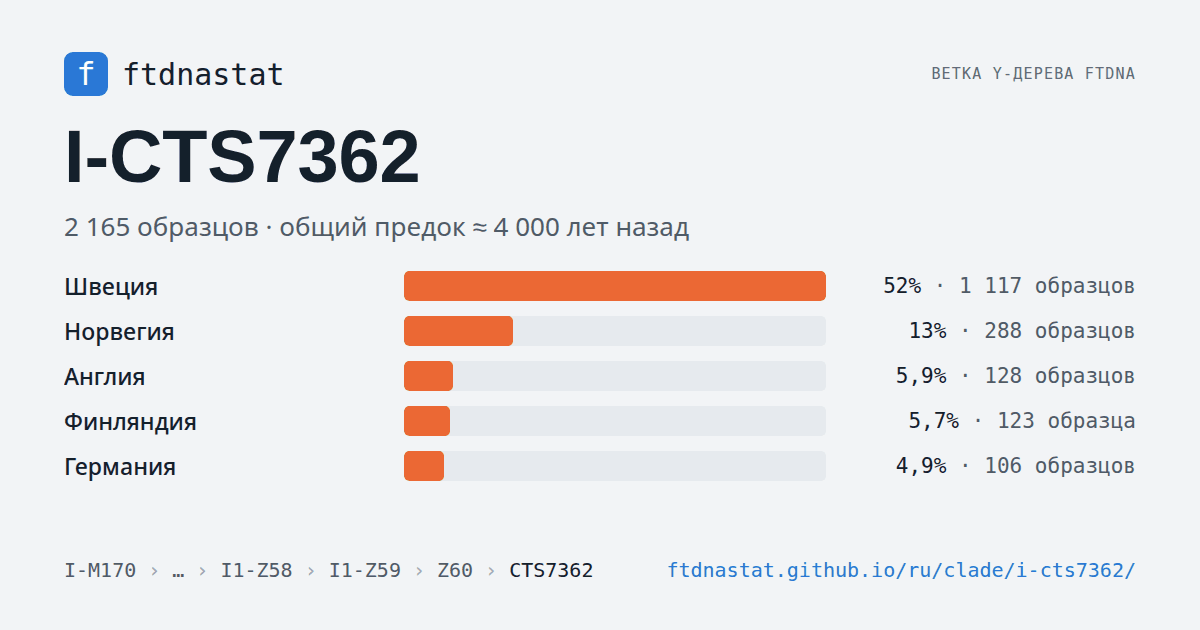 f ftdnastat
ВЕТКА Y-ДЕРЕВА FTDNA
I-CTS7362
2 165 образцов · общий предок ≈ 4 000 лет назад
Швеция 52% · 1 117 образцов
Норвегия 13% · 288 образцов
Англия 5,9% · 128 образцов
Финляндия 5,7% · 123 образца
Германия 4,9% · 106 образцов
I-M170 › … › I1-Z58 › I1-Z59 › Z60 › CTS7362
ftdnastat.github.io/ru/clade/i-cts7362/